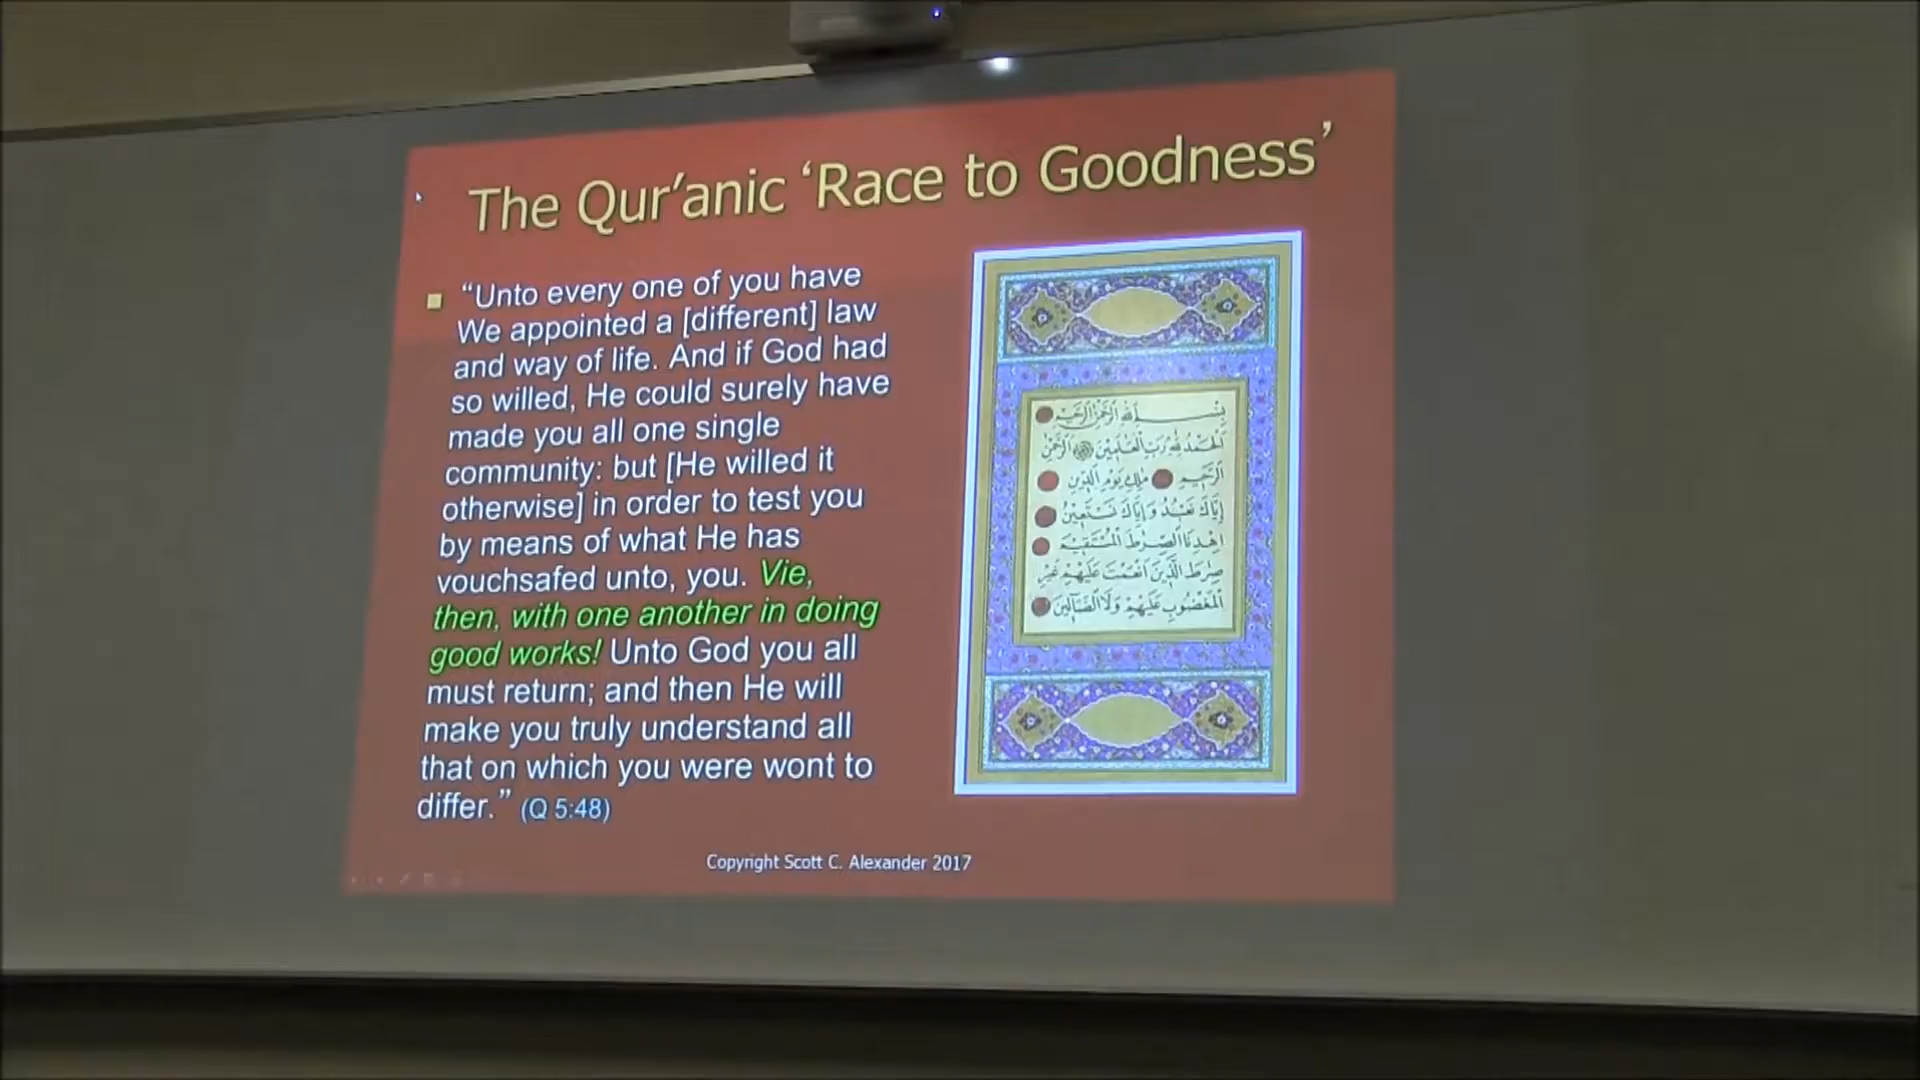 The Qur’anic ‘Race to Goodness’
“Unto every one of you have
We appointed a [different] law
and way of life. And if God had
so willed, He could surely have
made you all one single
community: but [He willed it
otherwise] in order to test you
by means of what He has
vouchsafed unto, you. Vie,
then, with one another in doing
good works! Unto God you all
must return; and then He will
make you truly understand all
that on which you were wont to
differ.” (Q 5:48)
بِسْمِ اللهِ الرَّحْمٰنِ الرَّحِيمِ
اَلْحَمْدُ لِلّٰهِ رَبِّ الْعَالَمِينَ الرَّحْمٰنِ
الرَّحِيمِ مٰلِكِ يَوْمِ الدِّينِ
اِيَّاكَ نَعْبُدُ وَاِيَّاكَ نَسْتَعِينُ
اِهْدِنَا الصِّرَاطَ الْمُسْتَقِيمَ
صِرَاطَ الَّذِينَ اَنْعَمْتَ عَلَيْهِمْ غَيْرِ
الْمَغْضُوبِ عَلَيْهِمْ وَلَا الضَّالِّينَ
Copyright Scott C. Alexander 2017